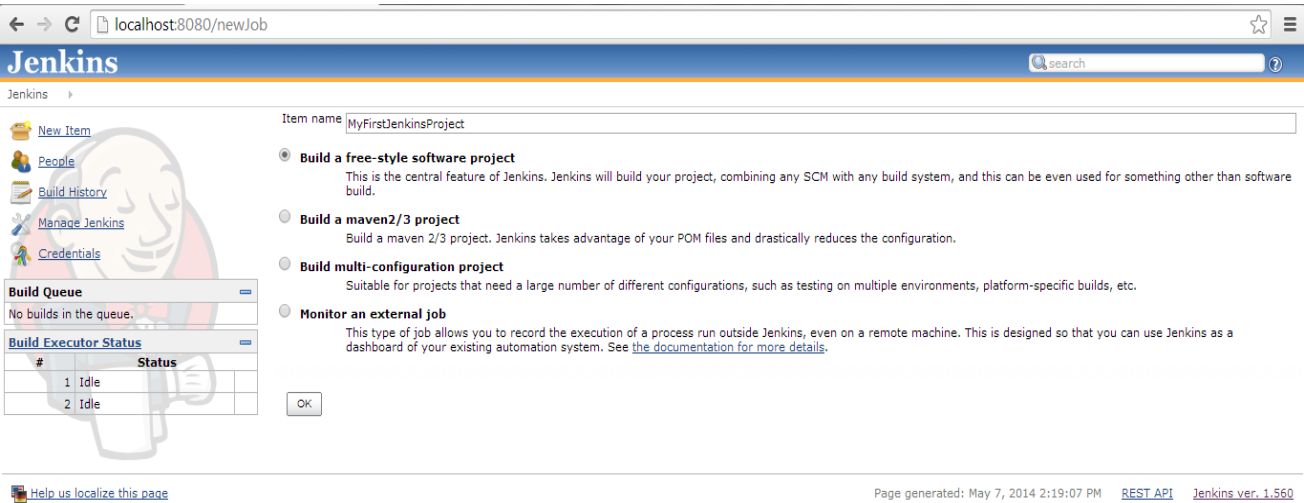 localhost:8080/newJob
Jenkins
search
Jenkins
New Item
People
Build History
Manage Jenkins
Credentials
Build Queue
No builds in the queue.
Build Executor Status
# Status
1 Idle
2 Idle
Item name MyFirstJenkinsProject
Build a free-style software project
This is the central feature of Jenkins. Jenkins will build your project, combining any SCM with any build system, and this can be even used for something other than software
build.
Build a maven2/3 project
Build a maven 2/3 project. Jenkins takes advantage of your POM files and drastically reduces the configuration.
Build multi-configuration project
Suitable for projects that need a large number of different configurations, such as testing on multiple environments, platform-specific builds, etc.
Monitor an external job
This type of job allows you to record the execution of a process run outside Jenkins, even on a remote machine. This is designed so that you can use Jenkins as a
dashboard of your existing automation system. See the documentation for more details.
OK
Help us localize this page
Page generated: May 7, 2014 2:19:07 PM REST API Jenkins ver. 1.560